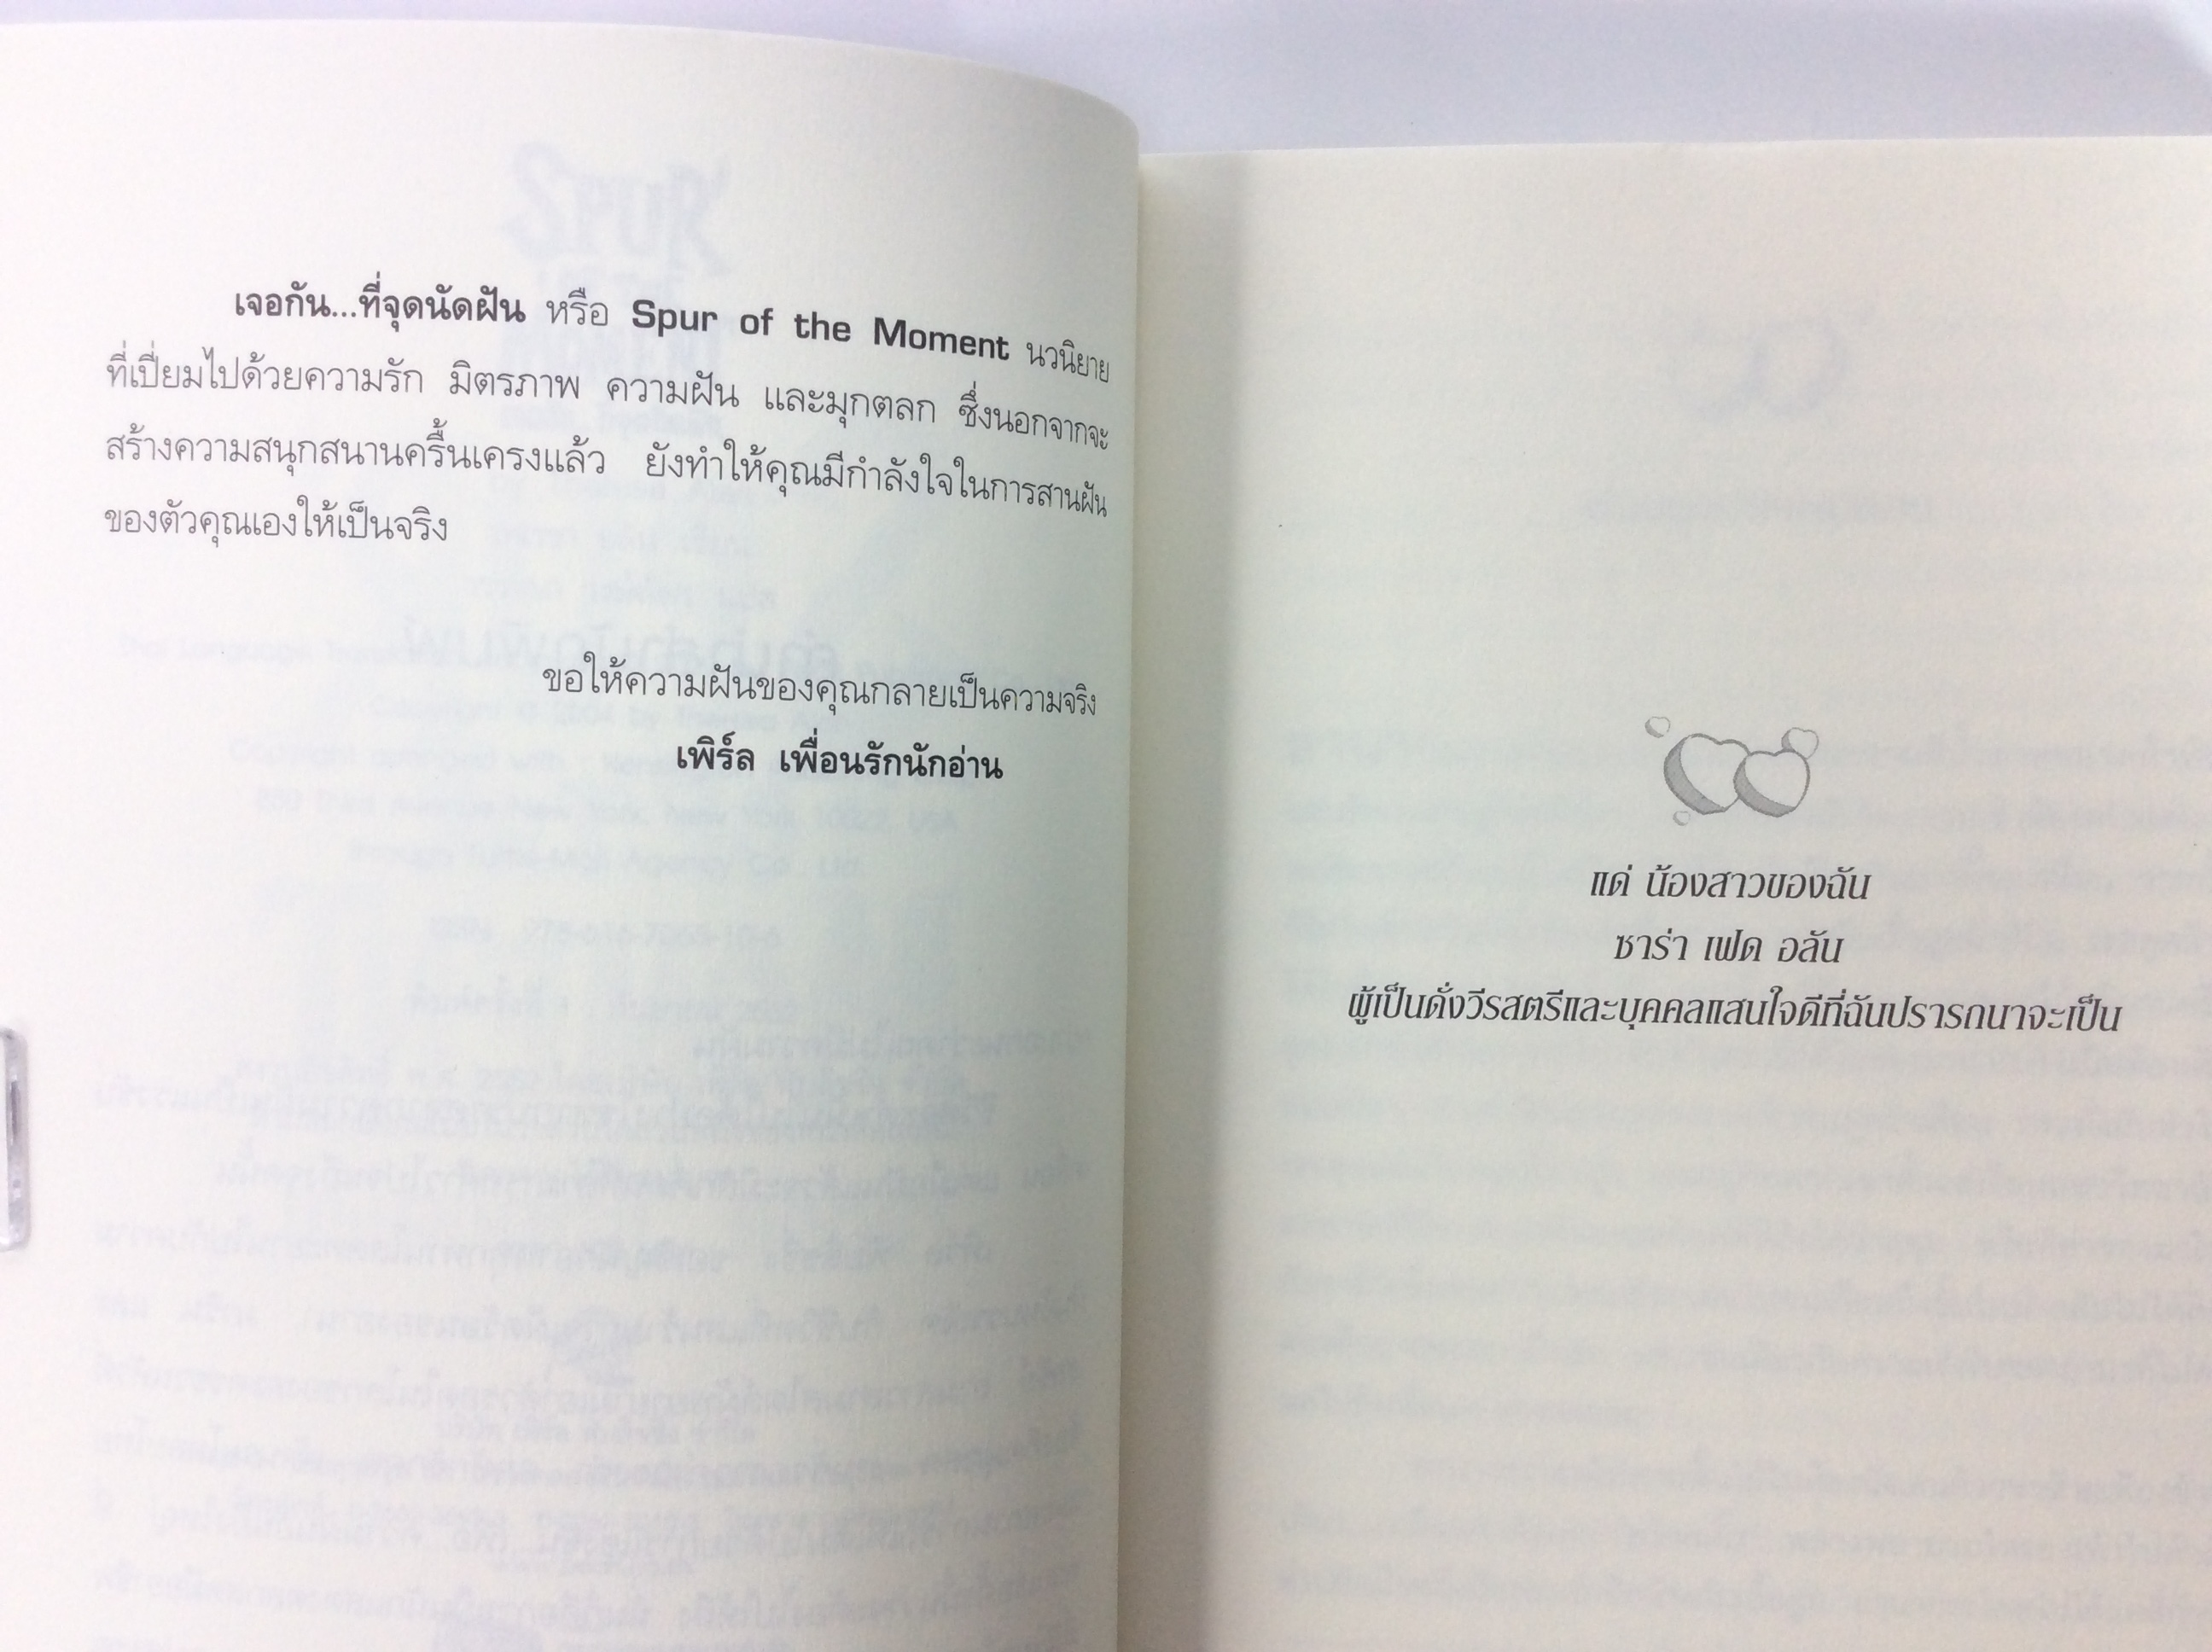 เจอกัน...ที่จุดนัดฝัน หรือ Spur of the Moment นวนิยาย
ที่เปี่ยมไปด้วยความรัก มิตรภาพ ความฝัน และมุกตลก ซึ่งนอกจากจะ
สร้างความสนุกสนานครื้นเครงแล้ว ยังทำให้คุณมีกำลังใจในการสานฝัน
ของตัวคุณเองให้เป็นจริง
ขอให้ความฝันของคุณกลายเป็นความจริง
เพิร์ล เพื่อนรักนักอ่าน
แด่ น้องสาวของฉัน
ซาร่า เฟด อลัน
ผู้เป็นดั่งวีรสตรีและบุคคลแสนใจดีที่ฉันปรารถนาจะเป็น